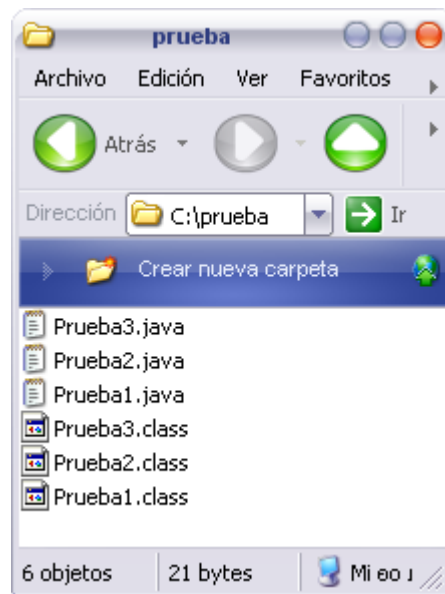 prueba
Archivo Edición Ver Favoritos
Atrás
Dirección C:\prueba Ir
Crear nueva carpeta
Prueba3.java
Prueba2.java
Prueba1.java
Prueba3.class
Prueba2.class
Prueba1.class
6 objetos 21 bytes Mi